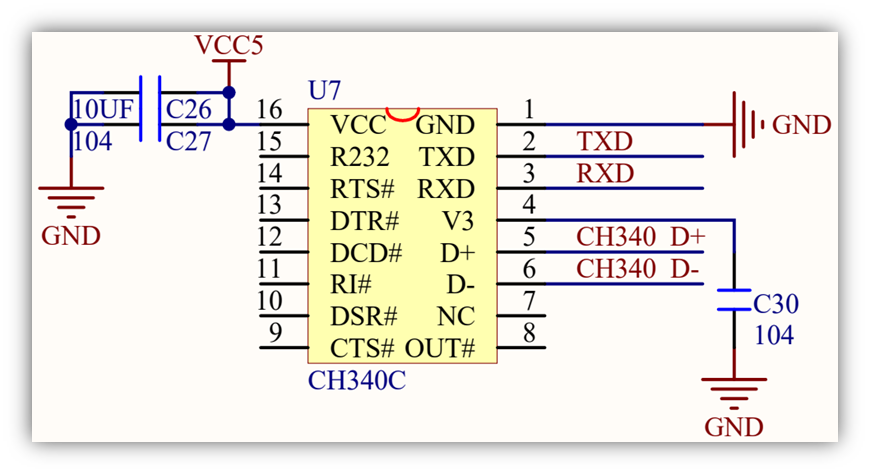 VCC5
U7
10UF C26
104 C27
GND
16 VCC GND 1
15 R232 TXD 2 TXD
14 RTS# RXD 3 RXD
13 DTR# V3 4
12 DCD# D+ 5 CH340 D+
11 RI# D- 6 CH340 D-
10 DSR# NC 7
9 CTS# OUT# 8
CH340C
GND
C30
104
GND